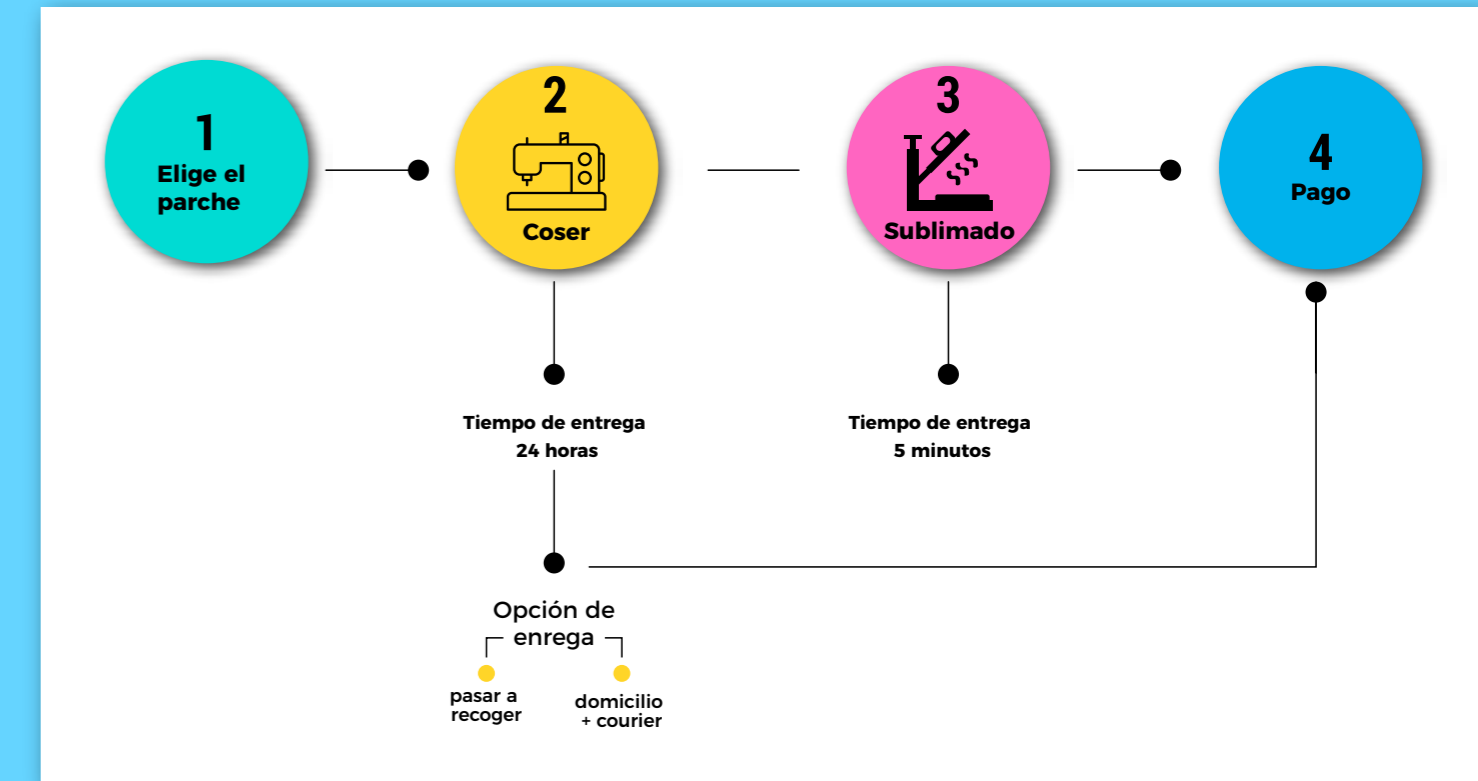 1
Elige el
parche
2
Coser
3
Sublimado
4
Pago
Tiempo de entrega
24 horas
Tiempo de entrega
5 minutos
Opción de
enrega
pasar a
recoger
domicilio
+ courier